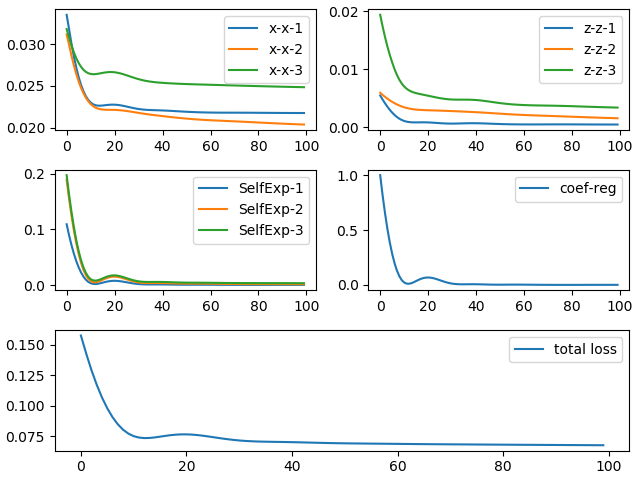 0.030
0.025
0.020
0 20 40 60 80 100
x-x-1
x-x-2
x-x-3
0.02
0.01
0.00
0 20 40 60 80 100
z-z-1
z-z-2
z-z-3
0.2
0.1
0.0
0 20 40 60 80 100
SelfExp-1
SelfExp-2
SelfExp-3
1.0
0.5
0.0
0 20 40 60 80 100
coef-reg
0.150
0.125
0.100
0.075
0 20 40 60 80 100
total loss